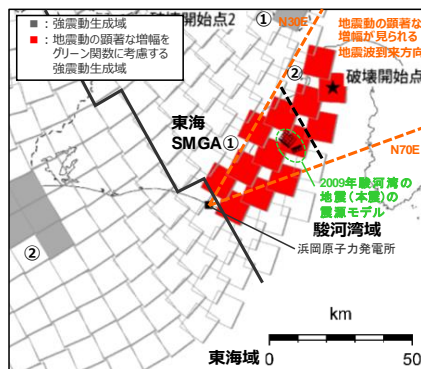 ■：強震動生成域
■：地震動の顕著な増幅を
グリーン関数に考慮する
強震動生成域
破壊開始点2
①
N30E
地震動の顕著な
増幅が見られる
地震波到来方向
②
破壊開始点
東海
SMGA①
N70E
2009年駿河湾の
地震(本震)の
震源モデル
駿河湾域
浜岡原子力発電所
②
km
東海域
0
50